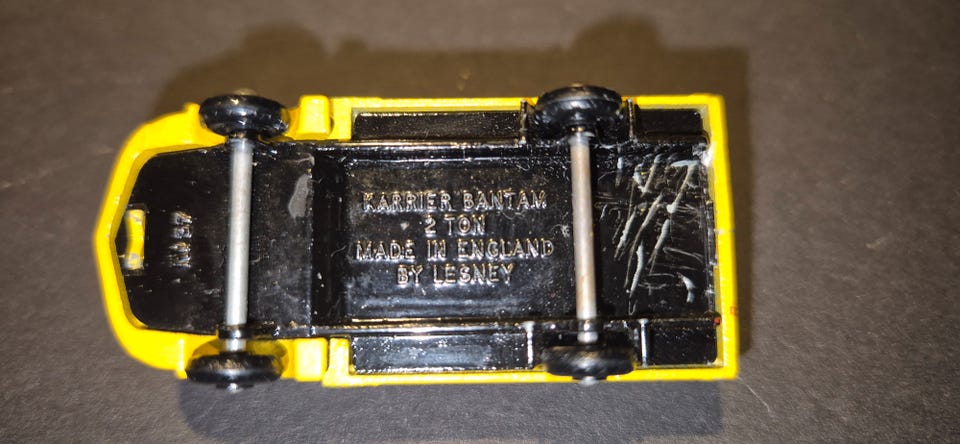 KARRIER BANTAM
2 TON
MADE IN ENGLAND
BY LESNEY